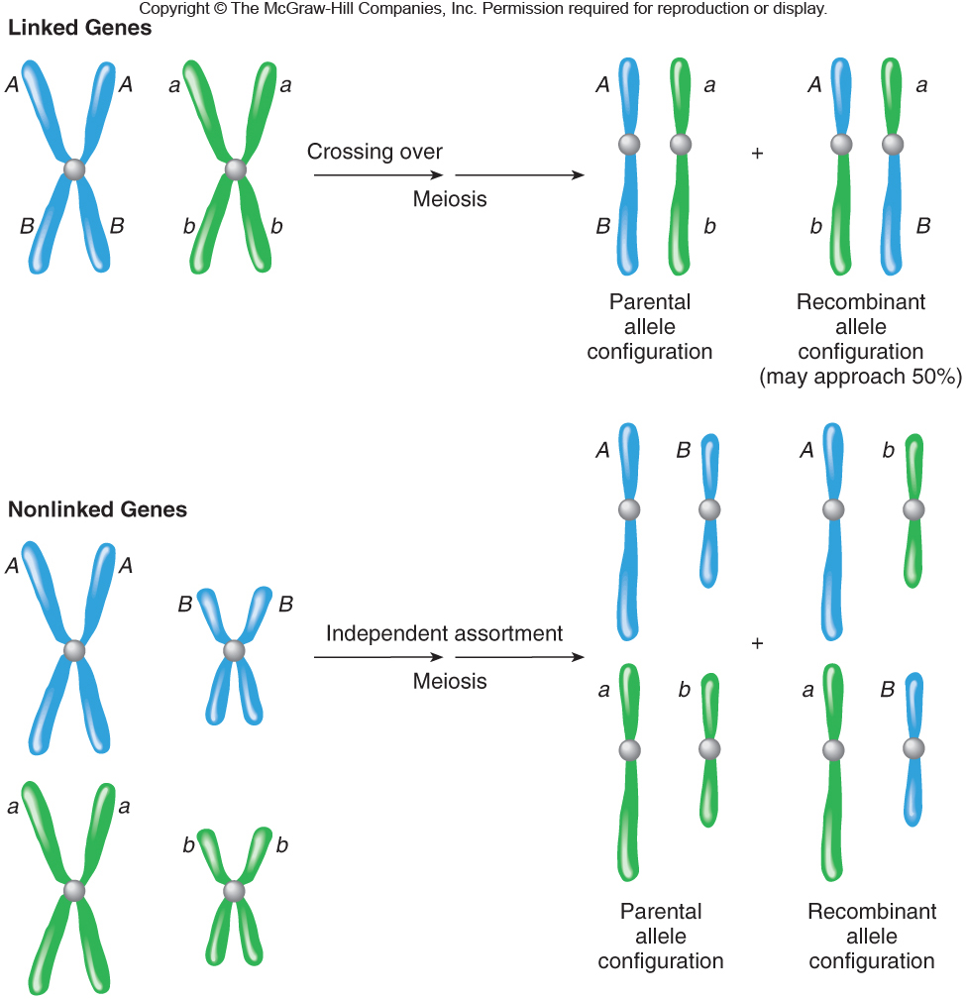 Copyright © The McGraw-Hill Companies, Inc. Permission required for reproduction or display.
Linked Genes
A A a a
B B b b
Crossing over
Meiosis
A a + A a
B b b B
Parental
allele
configuration
Recombinant
allele
configuration
(may approach 50%)
Nonlinked Genes
A A
B B
a a
b b
Independent assortment
Meiosis
A B A b
+
a b a B
Parental
allele
configuration
Recombinant
allele
configuration